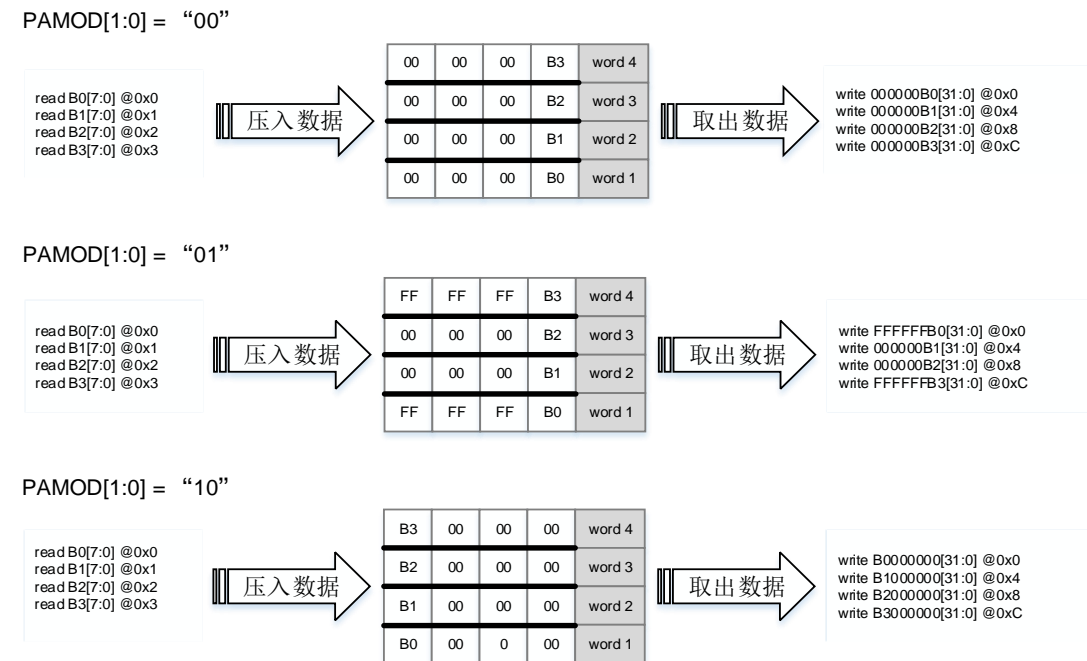 PAMOD[1:0] = “00”
read B0[7:0] @0x0
read B1[7:0] @0x1
read B2[7:0] @0x2
read B3[7:0] @0x3
压入数据
00 00 00 B3 word 4
00 00 00 B2 word 3
00 00 00 B1 word 2
00 00 00 B0 word 1
取出数据
write 000000B0[31:0] @0x0
write 000000B1[31:0] @0x4
write 000000B2[31:0] @0x8
write 000000B3[31:0] @0xC
PAMOD[1:0] = “01”
read B0[7:0] @0x0
read B1[7:0] @0x1
read B2[7:0] @0x2
read B3[7:0] @0x3
压入数据
FF FF FF B3 word 4
00 00 00 B2 word 3
00 00 00 B1 word 2
FF FF FF B0 word 1
取出数据
write FFFFFFB0[31:0] @0x0
write 000000B1[31:0] @0x4
write 000000B2[31:0] @0x8
write FFFFFFB3[31:0] @0xC
PAMOD[1:0] = “10”
read B0[7:0] @0x0
read B1[7:0] @0x1
read B2[7:0] @0x2
read B3[7:0] @0x3
压入数据
B3 00 00 00 word 4
B2 00 00 00 word 3
B1 00 00 00 word 2
B0 00 0 00 word 1
取出数据
write B0000000[31:0] @0x0
write B1000000[31:0] @0x4
write B2000000[31:0] @0x8
write B3000000[31:0] @0xC